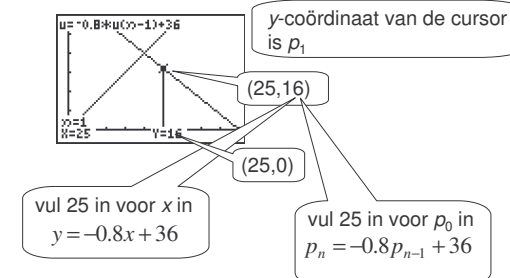 u=-0.8*u(n-1)+36
y-coördinaat van de cursor
is p₁
(25,16)
n=1
X=25 Y=16
(25,0)
vul 25 in voor x in
y = −0.8x + 36
vul 25 in voor p₀ in
pₙ = −0.8pₙ₋₁ + 36